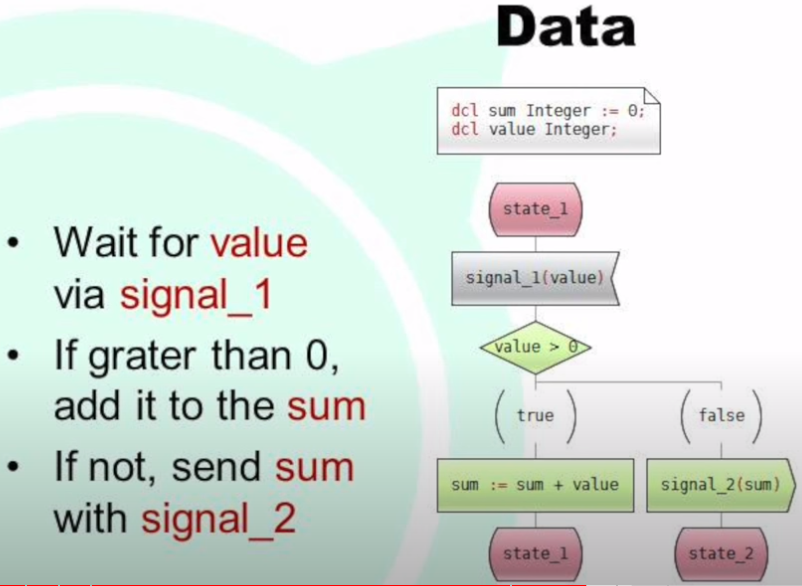 Data
dcl sum Integer := 0;
dcl value Integer;
state_1
signal_1(value)
value > 0
true
false
sum := sum + value
signal_2(sum)
state_1
state_2
• Wait for value
via signal_1
• If grater than 0,
add it to the sum
• If not, send sum
with signal_2